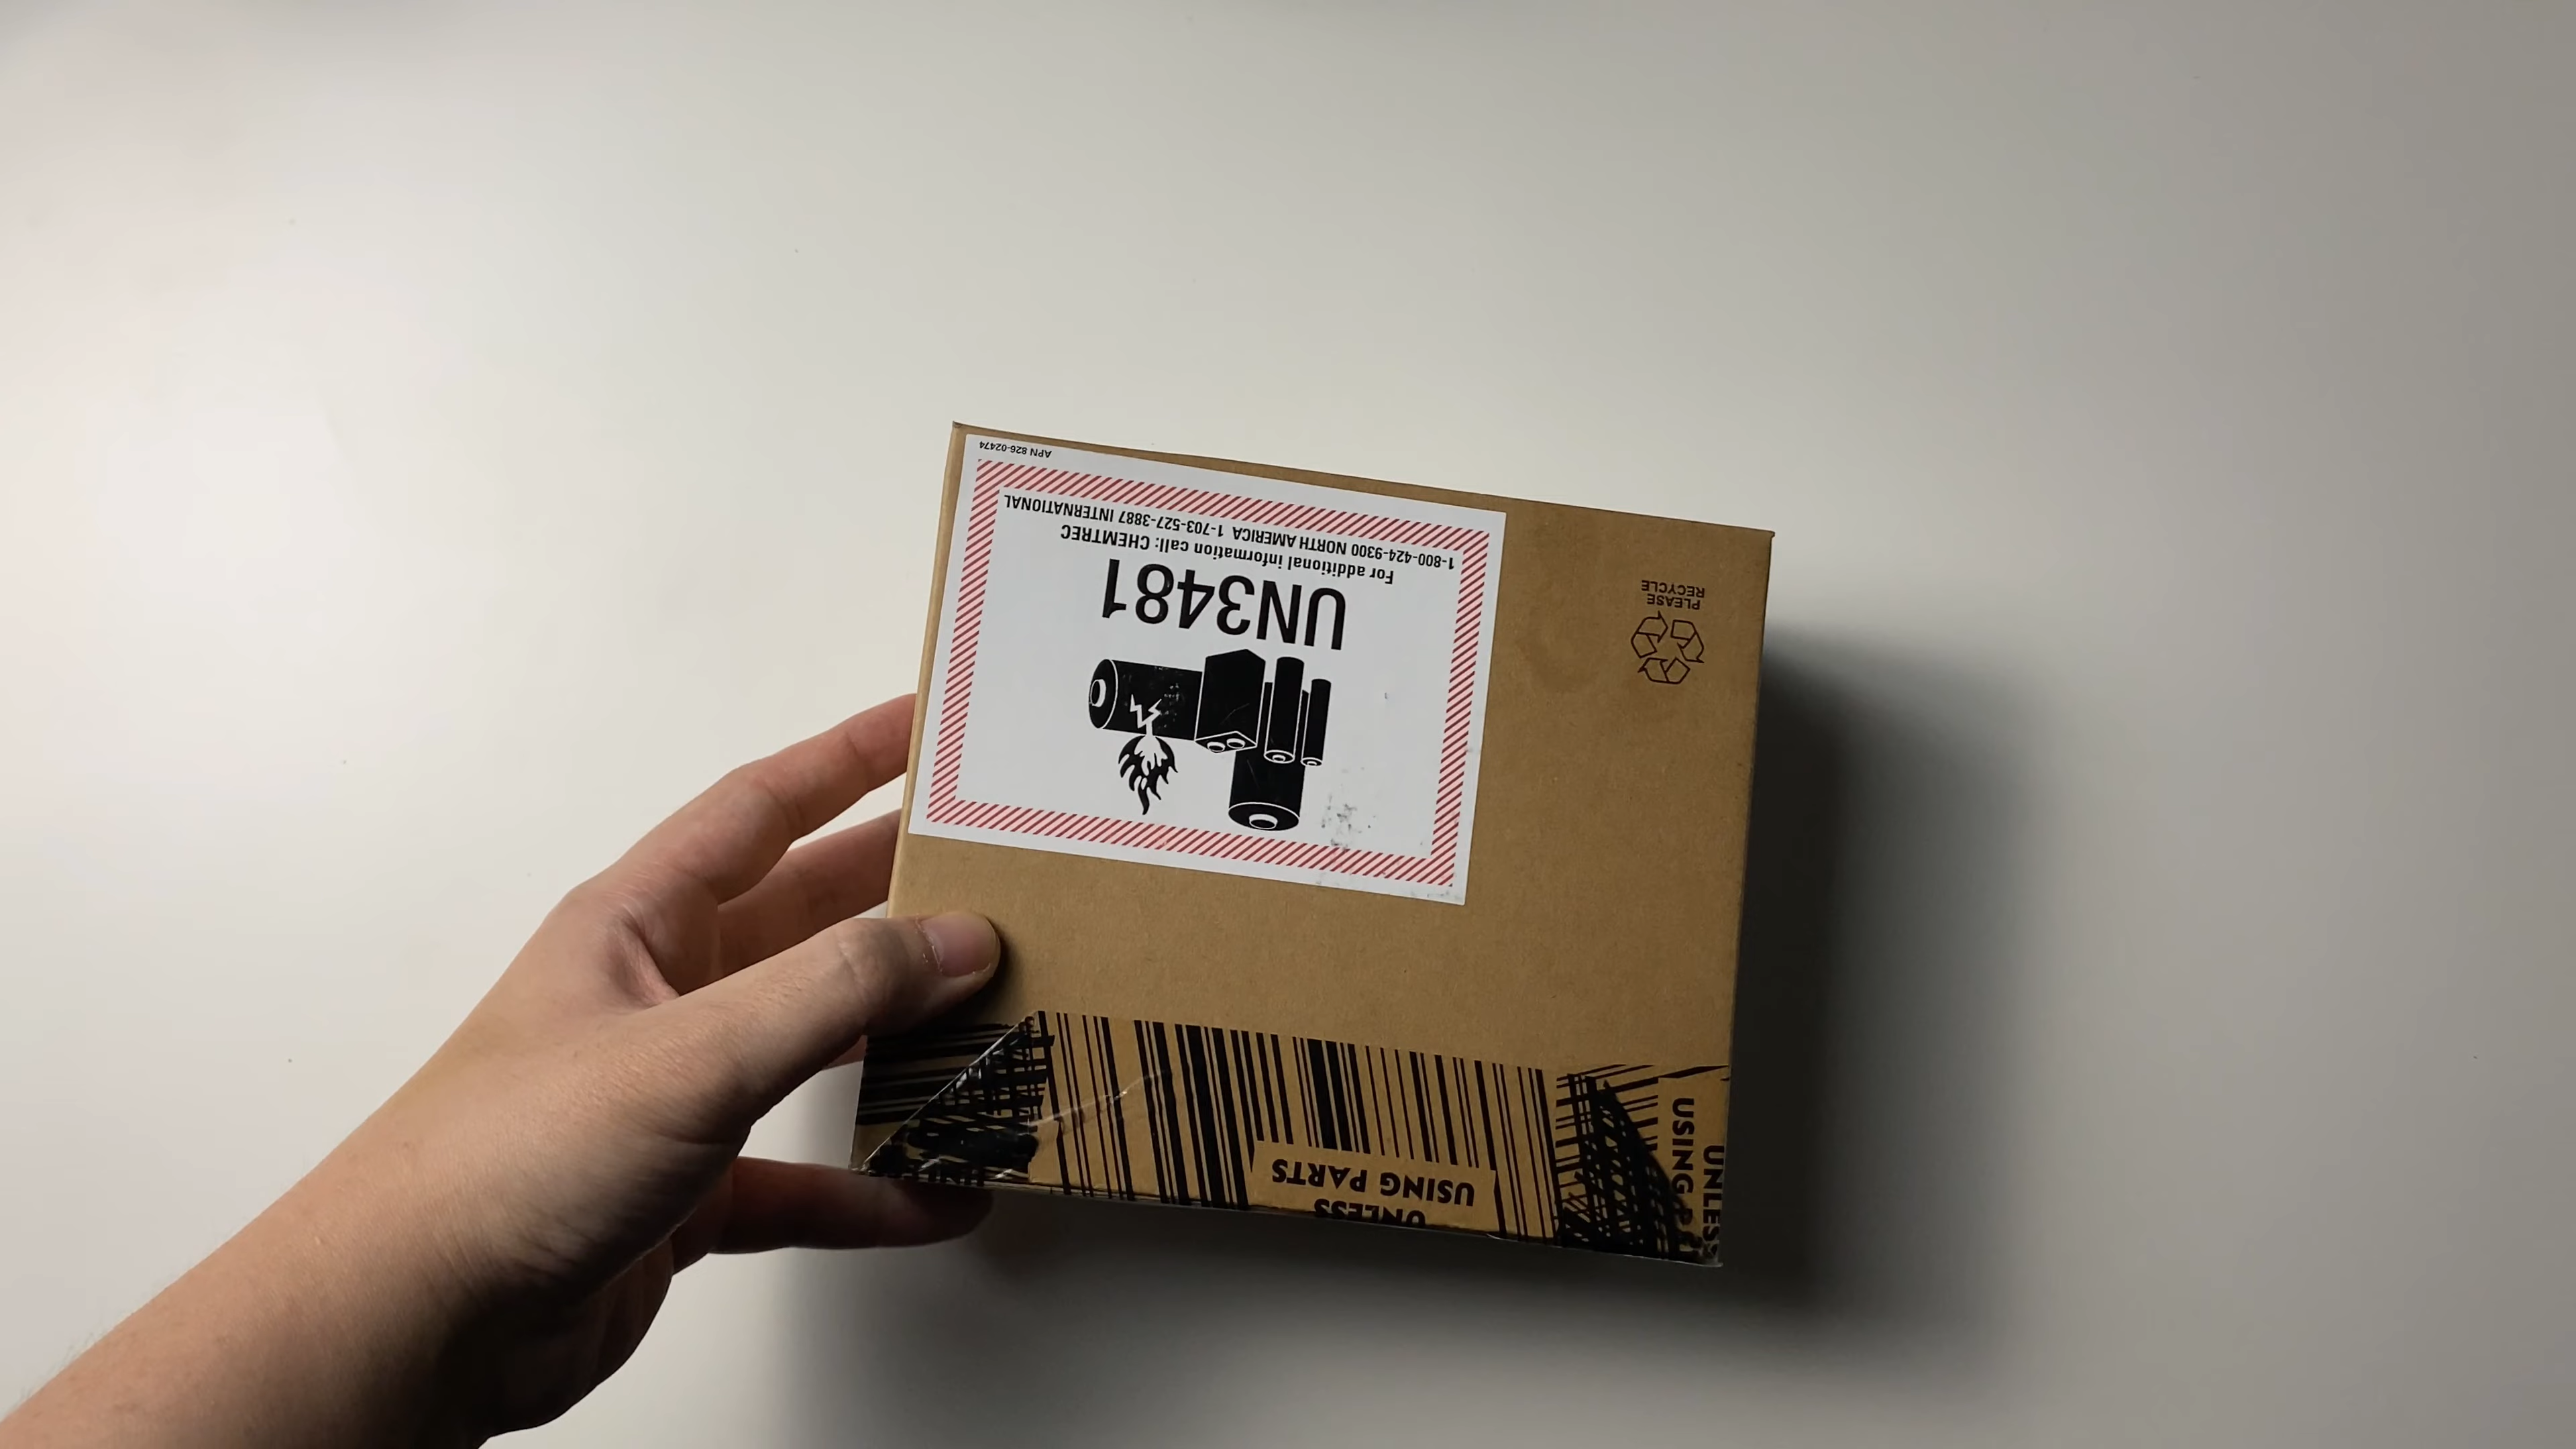 UN3481
For additional information call: CHEMTREC
1-800-424-9300 NORTH AMERICA 1-703-527-3887 INTERNATIONAL
APN 826-02474
PLEASE
RECYCLE
UNLESS
USING PARTS
UNLESS
USING